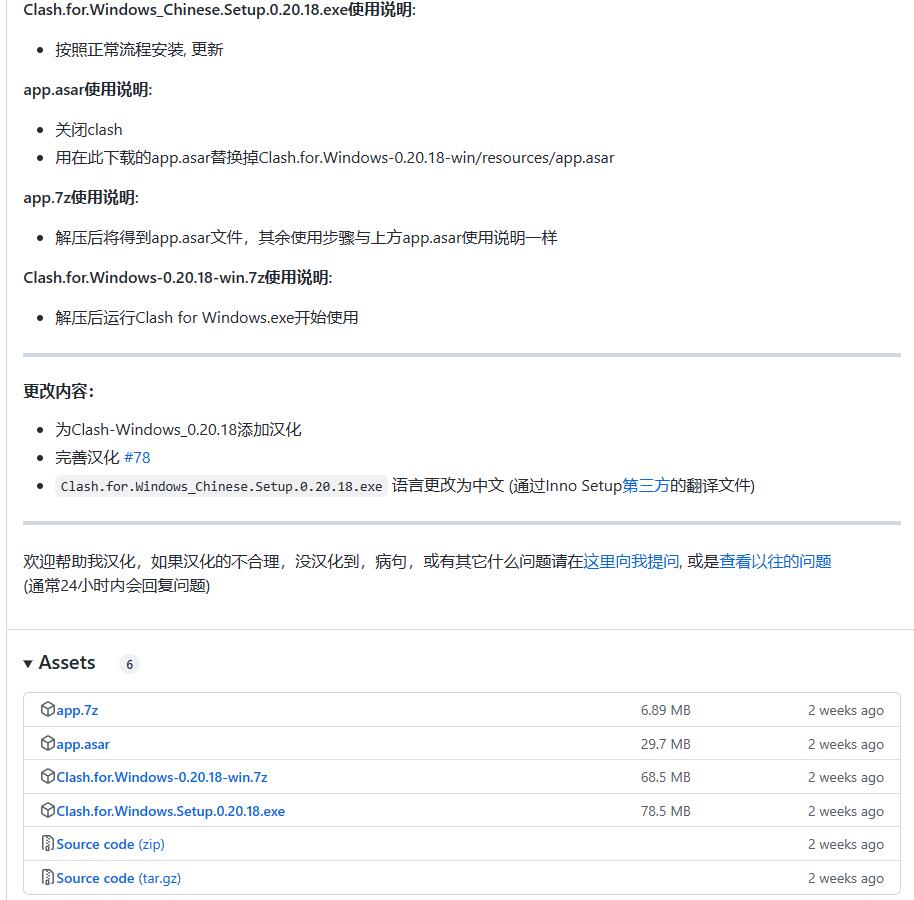 Clash.for.Windows_Chinese.Setup.0.20.18.exe使用说明:
按照正常流程安装, 更新
app.asar使用说明:
关闭clash
用在此下载的app.asar替换掉Clash.for.Windows-0.20.18-win/resources/app.asar
app.7z使用说明:
解压后将得到app.asar文件，其余使用步骤与上方app.asar使用说明一样
Clash.for.Windows-0.20.18-win.7z使用说明:
解压后运行Clash for Windows.exe开始使用
更改内容：
为Clash-Windows_0.20.18添加汉化
完善汉化 #78
Clash.for.Windows_Chinese.Setup.0.20.18.exe 语言更改为中文 (通过Inno Setup第三方的翻译文件)
欢迎帮助我汉化，如果汉化的不合理，没汉化到，病句，或有其它什么问题请在这里向我提问, 或是查看以往的问题
(通常24小时内会回复问题)
Assets 6
app.7z 6.89 MB 2 weeks ago
app.asar 29.7 MB 2 weeks ago
Clash.for.Windows-0.20.18-win.7z 68.5 MB 2 weeks ago
Clash.for.Windows.Setup.0.20.18.exe 78.5 MB 2 weeks ago
Source code (zip) 2 weeks ago
Source code (tar.gz) 2 weeks ago